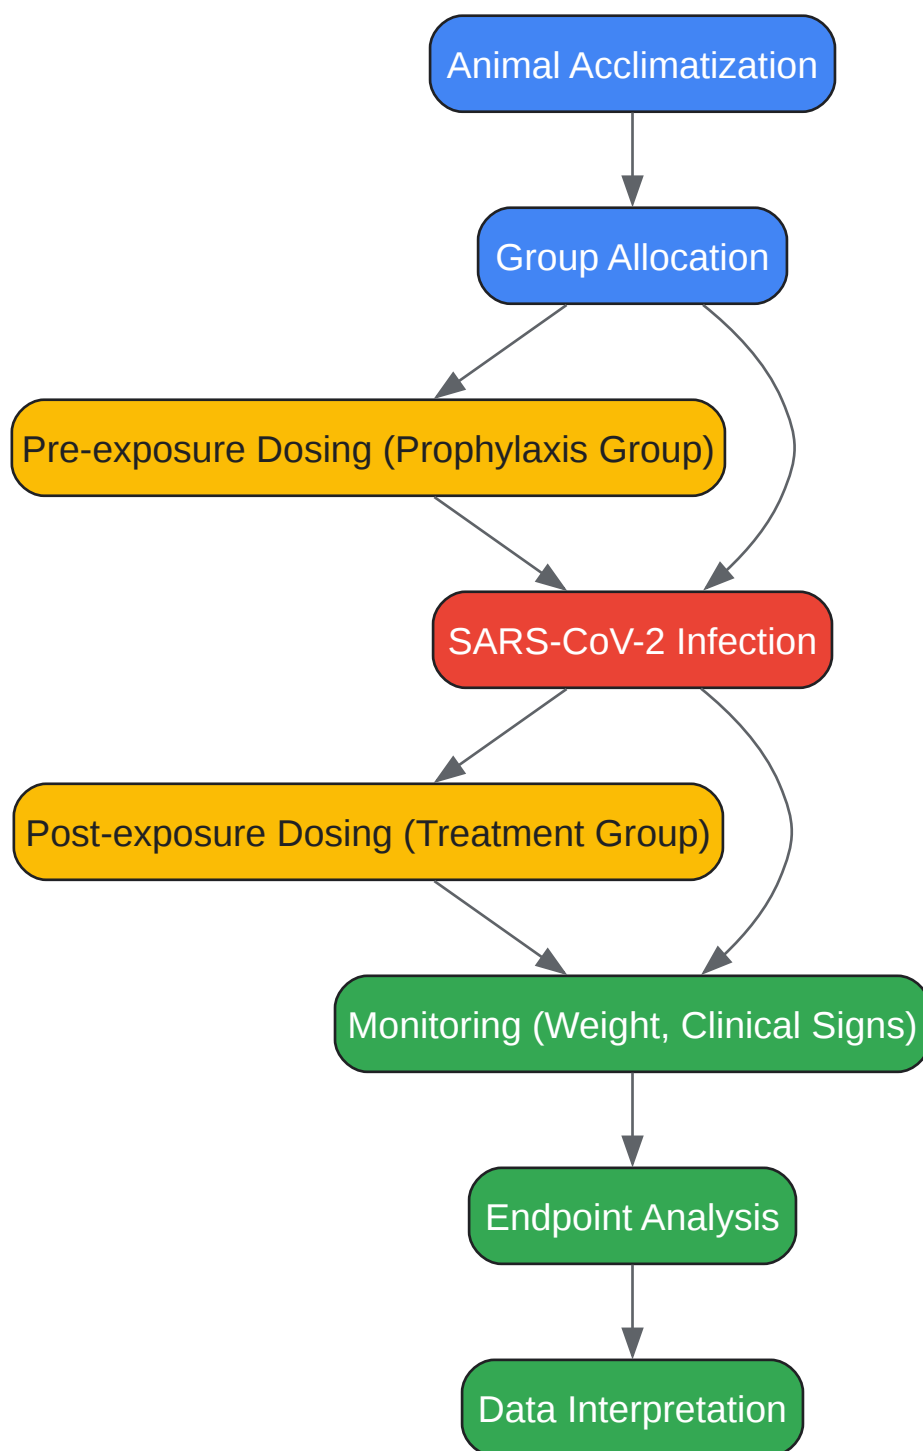 Animal Acclimatization
Group Allocation
Pre-exposure Dosing (Prophylaxis Group)
SARS-CoV-2 Infection
Post-exposure Dosing (Treatment Group)
Monitoring (Weight, Clinical Signs)
Endpoint Analysis
Data Interpretation